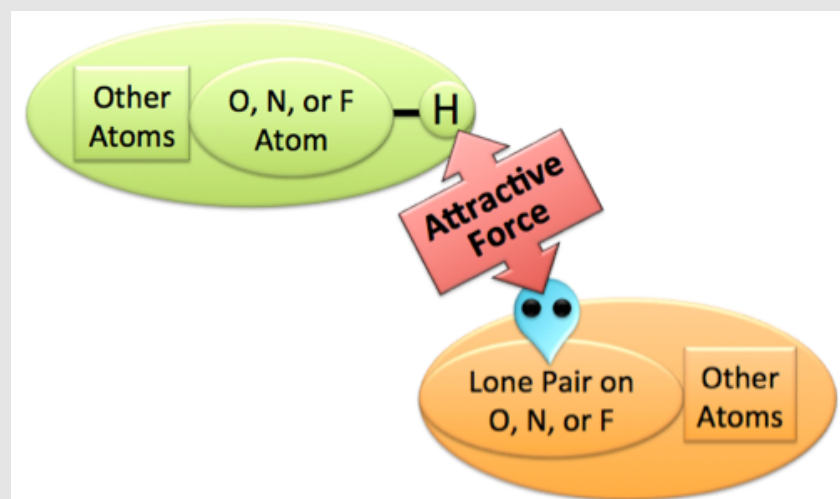 Other
Atoms
O, N, or F
Atom
H
Attractive
Force
Lone Pair on
O, N, or F
Other
Atoms